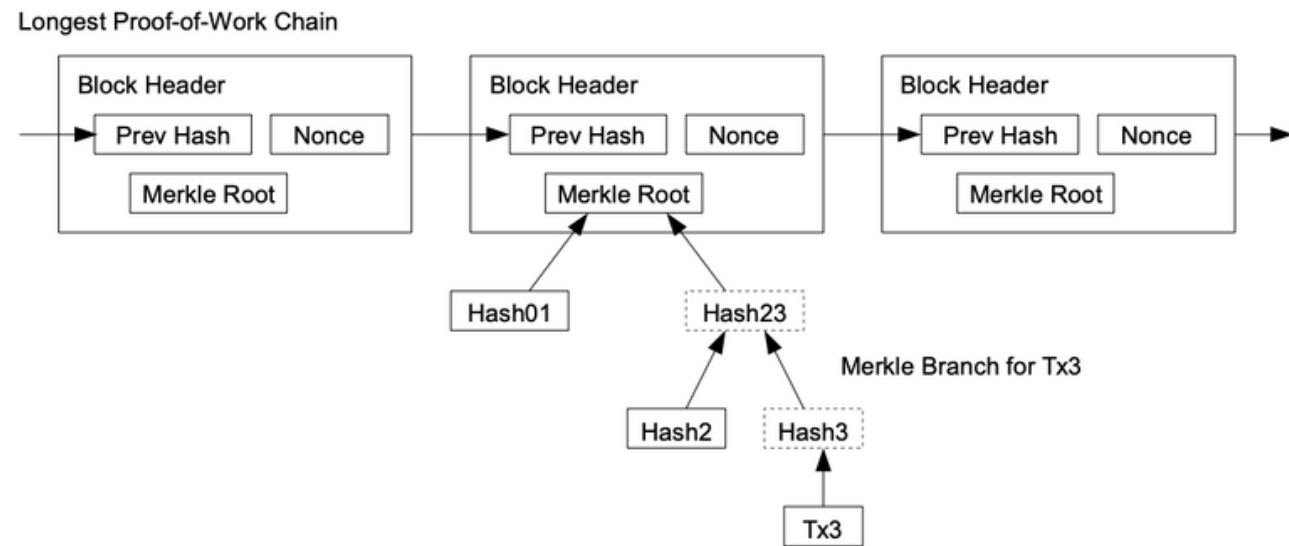 Longest Proof-of-Work Chain
Block Header
Prev Hash
Nonce
Merkle Root
Block Header
Prev Hash
Nonce
Merkle Root
Block Header
Prev Hash
Nonce
Merkle Root
Hash01
Hash23
Merkle Branch for Tx3
Hash2
Hash3
Tx3